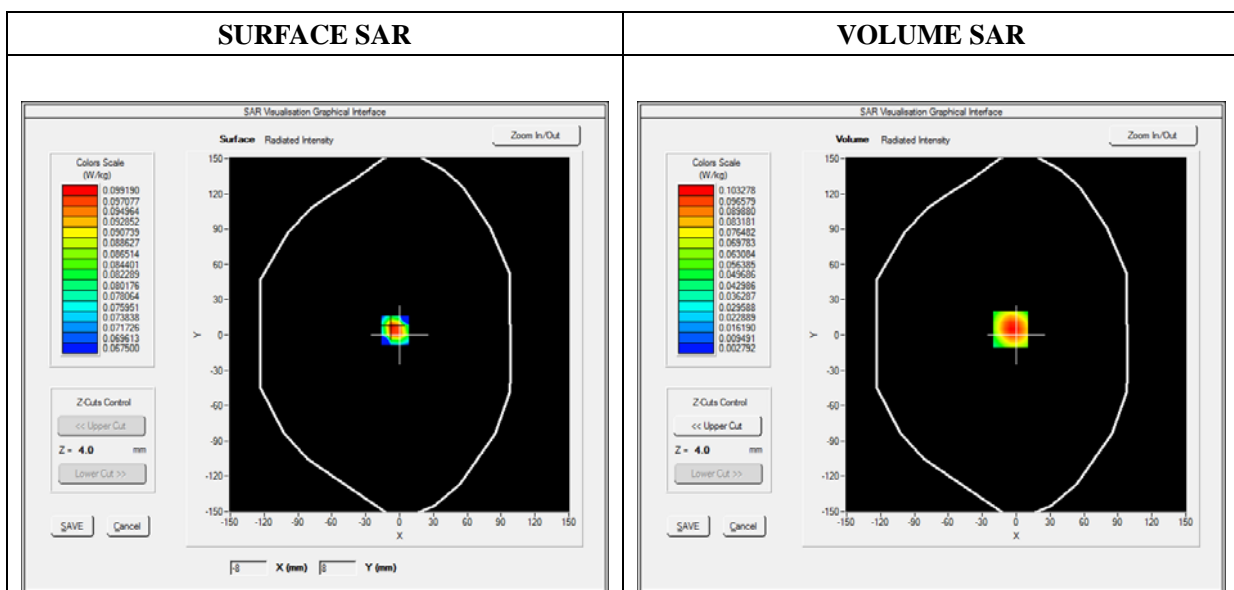 SURFACE SAR
VOLUME SAR
SAR Visualisation Graphical Interface
Surface Radiated Intensity
Zoom In/Out
Colors Scale
(W/kg)
0.099190
0.097077
0.094964
0.092852
0.090739
0.088627
0.086514
0.084401
0.082289
0.080176
0.078064
0.075951
0.073838
0.071726
0.069613
0.067500
Z-Cuts Control
<< Upper Cut
Z = 4.0 mm
Lower Cut >>
SAVE Cancel
150
120
90
60
30
0
-30
-60
-90
-120
-150
Y
-150 -120 -90 -60 -30 0 30 60 90 120 150
X
-8 X (mm) 8 Y (mm)
SAR Visualisation Graphical Interface
Volume Radiated Intensity
Zoom In/Out
Colors Scale
(W/kg)
0.103278
0.096579
0.089880
0.083181
0.076482
0.069783
0.063084
0.056385
0.049686
0.042986
0.036287
0.029588
0.022889
0.016190
0.009491
0.002792
Z-Cuts Control
<< Upper Cut
Z = 4.0 mm
Lower Cut >>
SAVE Cancel
150
120
90
60
30
0
-30
-60
-90
-120
-150
Y
-150 -120 -90 -60 -30 0 30 60 90 120 150
X